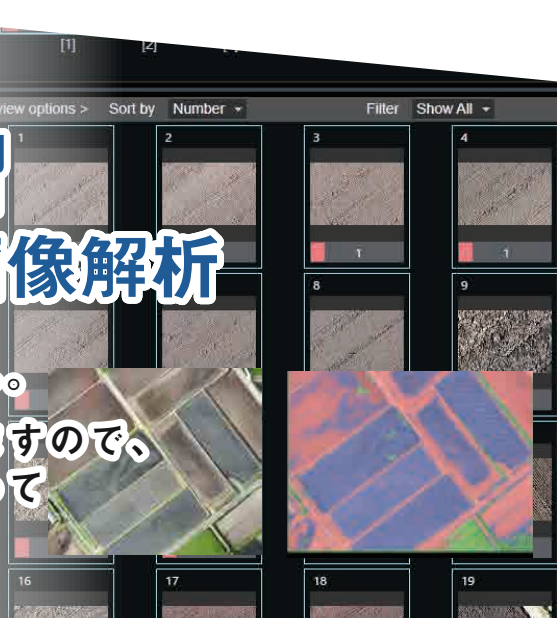 [1] [2]
view options > Sort by Number Filter Show All
1 2 3 4
1 1
像解析
8 9
。
すので、
て
16 17 18 19